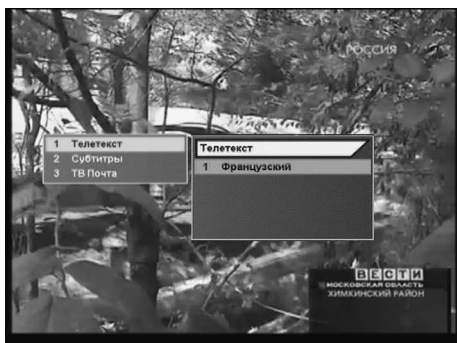 РОССИЯ
1 Телетекст
2 Субтитры
3 ТВ Почта
Телетекст
1 Французский
ВЕСТИ
МОСКОВСКАЯ ОБЛАСТЬ
ХИМКИНСКИЙ РАЙОН